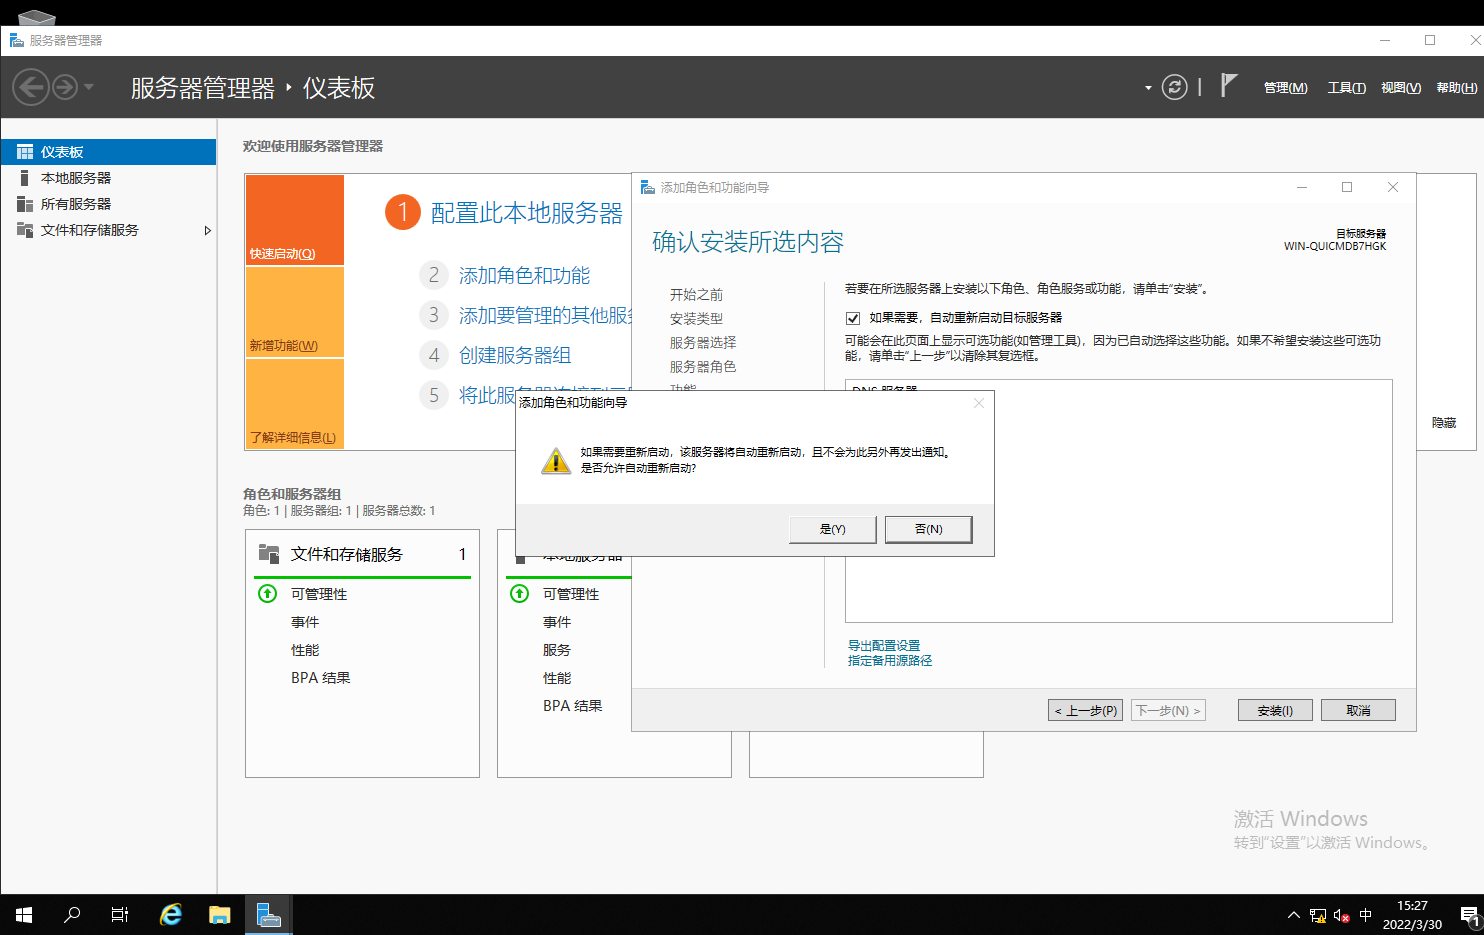 服务器管理器
服务器管理器 · 仪表板
管理(M) 工具(T) 视图(V) 帮助(H)
仪表板
本地服务器
所有服务器
文件和存储服务
欢迎使用服务器管理器
快速启动(Q)
新增功能(W)
了解详细信息(L)
1 配置此本地服务器
2 添加角色和功能
3 添加要管理的其他服
4 创建服务器组
5 将此服务器连接到
隐藏
角色和服务器组
角色: 1 | 服务器组: 1 | 服务器总数: 1
文件和存储服务 1
可管理性
事件
性能
BPA 结果
本地服务器
可管理性
事件
服务
性能
BPA 结果
添加角色和功能向导
确认安装所选内容
目标服务器
WIN-QUICMDB7HGK
开始之前
安装类型
服务器选择
服务器角色
功能
若要在所选服务器上安装以下角色、角色服务或功能，请单击“安装”。
如果需要，自动重新启动目标服务器
可能会在此页面上显示可选功能(如管理工具)，因为已自动选择这些功能。如果不希望安装这些可选功
能，请单击“上一步”以清除其复选框。
DNS 服务器
导出配置设置
指定备用源路径
< 上一步(P) 下一步(N) > 安装(I) 取消
添加角色和功能向导
如果需要重新启动，该服务器将自动重新启动，且不会为此另外再发出通知。
是否允许自动重新启动?
是(Y) 否(N)
激活 Windows
转到“设置”以激活 Windows。
中
15:27
2022/3/30
1